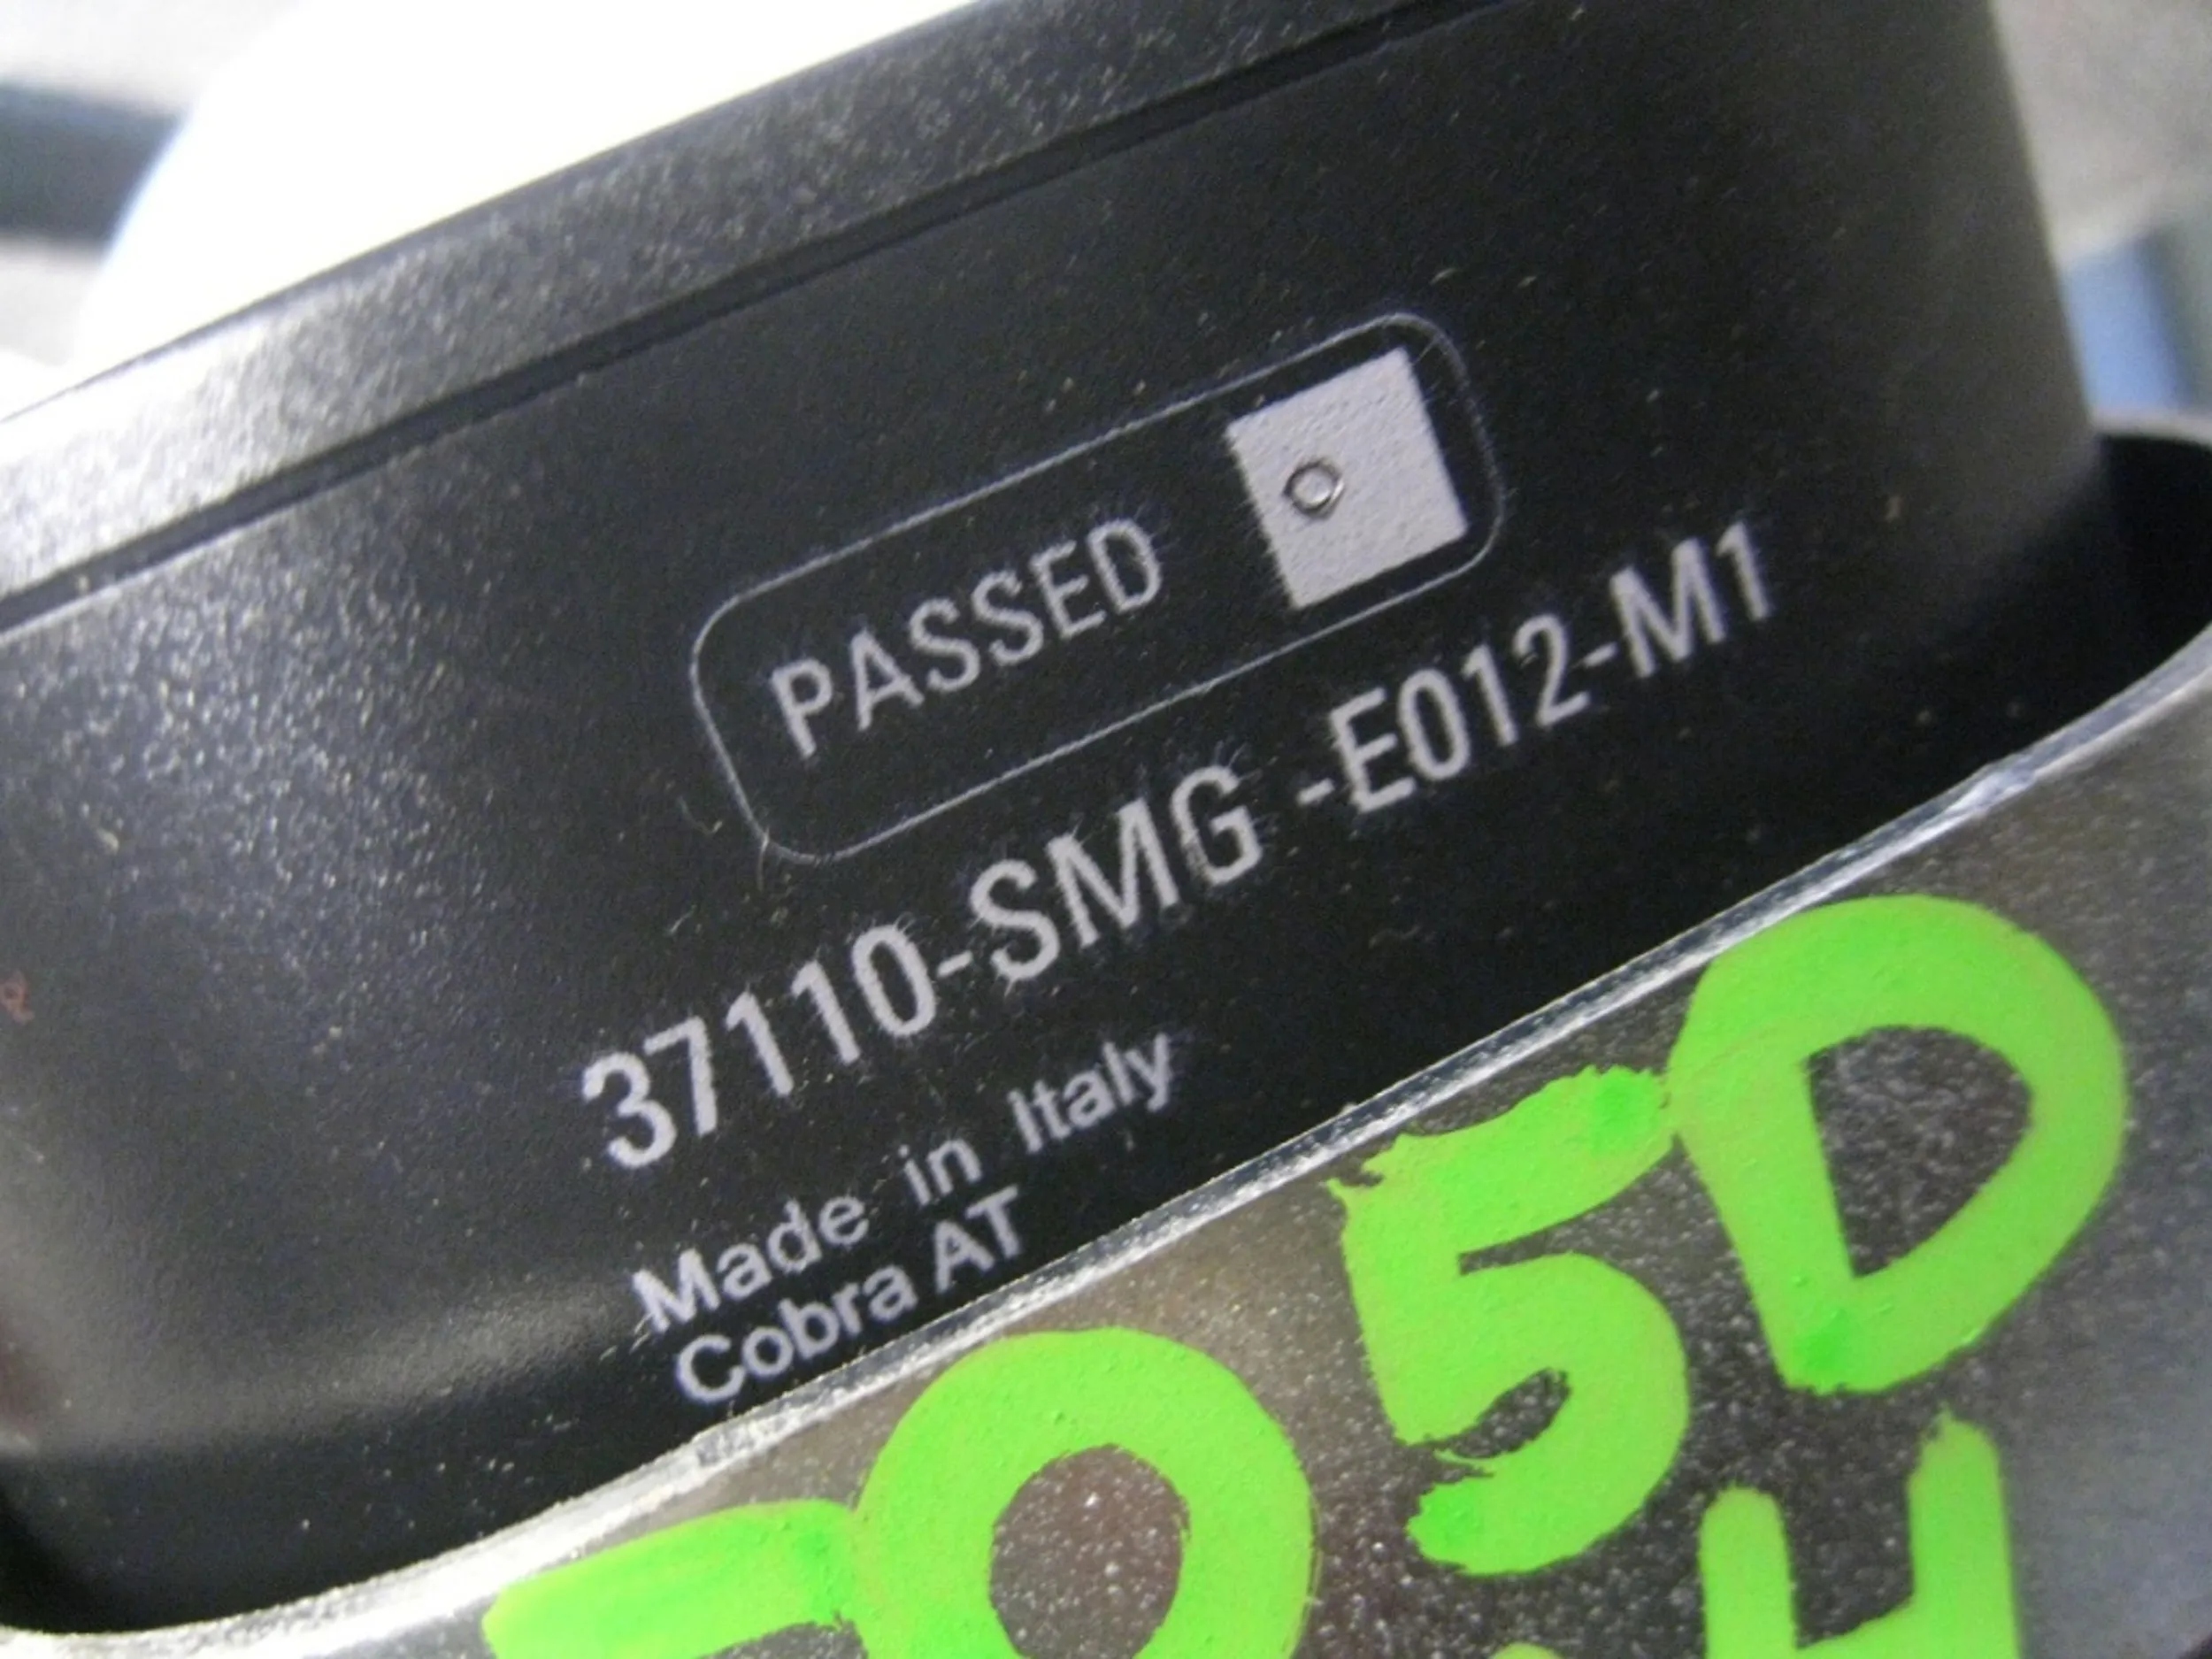 PASSED
37110-SMG -E012-M1
Made in Italy
Cobra AT
05D